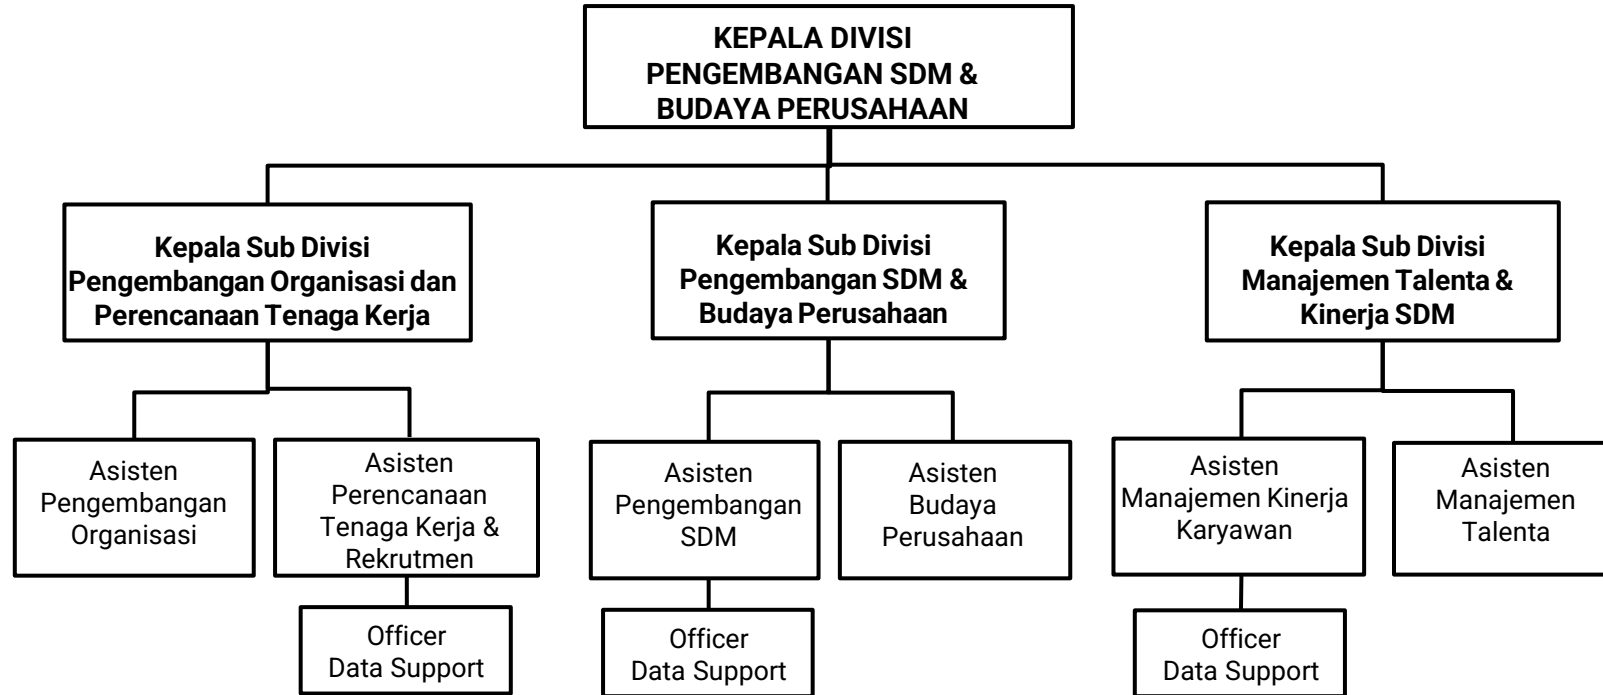 KEPALA DIVISI
PENGEMBANGAN SDM &
BUDAYA PERUSAHAAN
Kepala Sub Divisi
Pengembangan Organisasi dan
Perencanaan Tenaga Kerja
Kepala Sub Divisi
Pengembangan SDM &
Budaya Perusahaan
Kepala Sub Divisi
Manajemen Talenta &
Kinerja SDM
Asisten
Pengembangan
Organisasi
Asisten
Perencanaan
Tenaga Kerja &
Rekrutmen
Asisten
Pengembangan
SDM
Asisten
Budaya
Perusahaan
Asisten
Manajemen Kinerja
Karyawan
Asisten
Manajemen
Talenta
Officer
Data Support
Officer
Data Support
Officer
Data Support